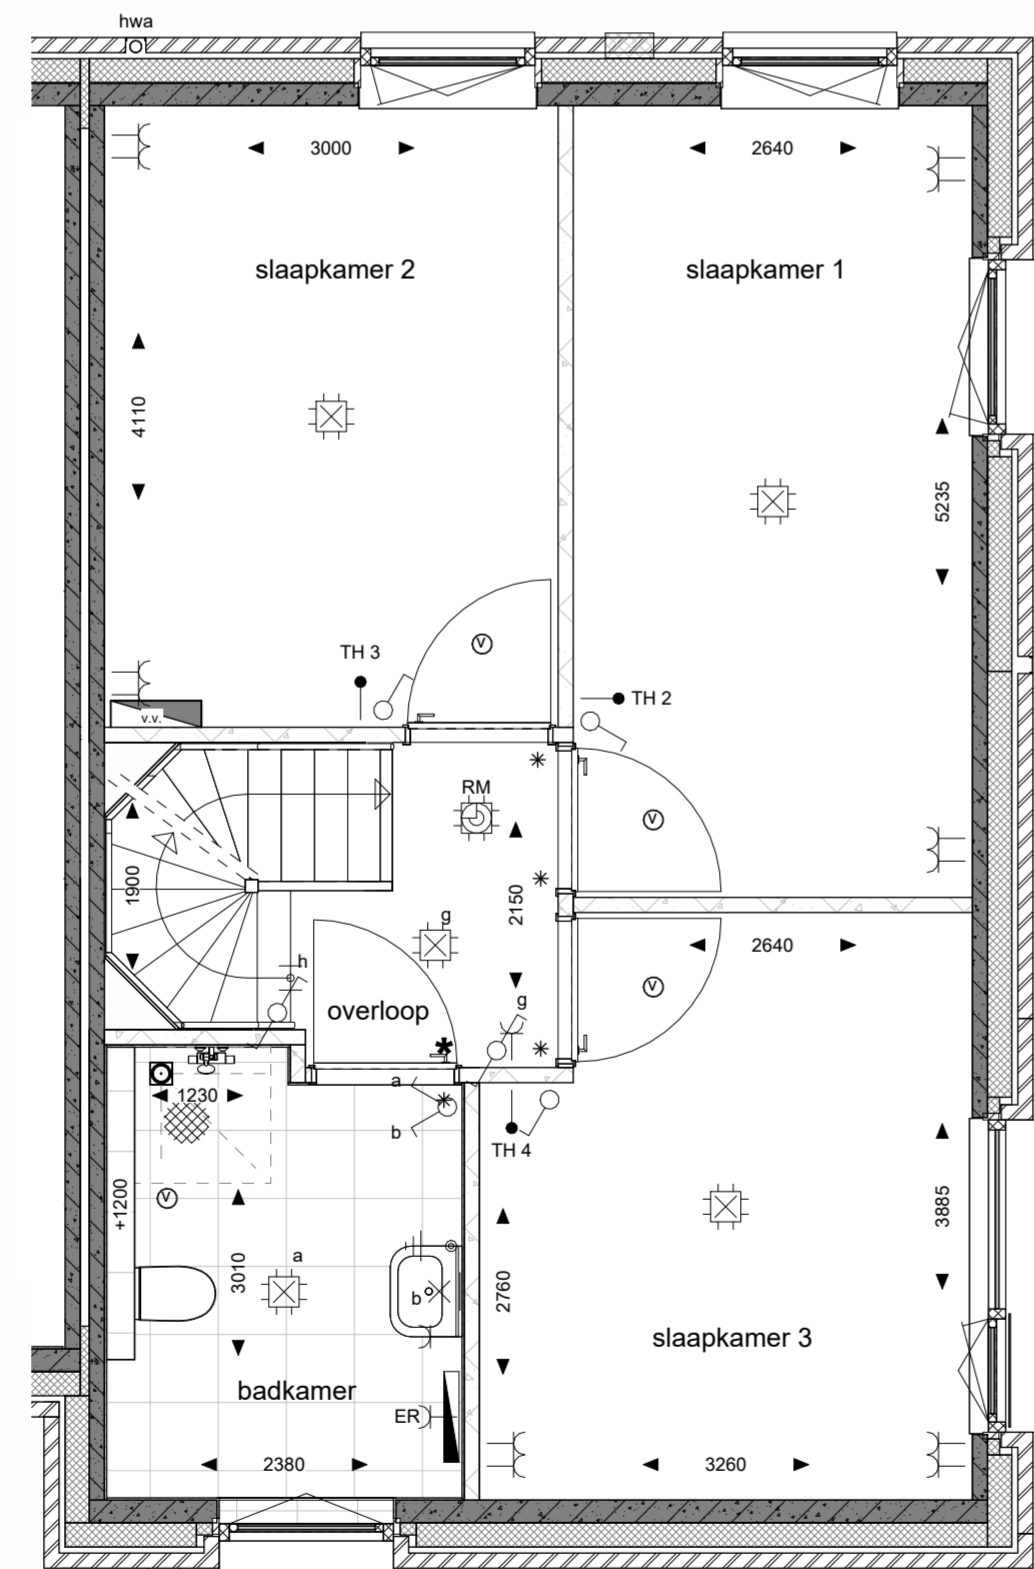 hwa
3000
2640
slaapkamer 2
slaapkamer 1
4110
5235
v
TH 3
TH 2
v.v.
RM
v
1900
2150
g
2640
h
v
g
overloop
*
a
1230
b
TH 4
+1200
v
3885
3010
a
2760
b
slaapkamer 3
badkamer
ER
2380
3260